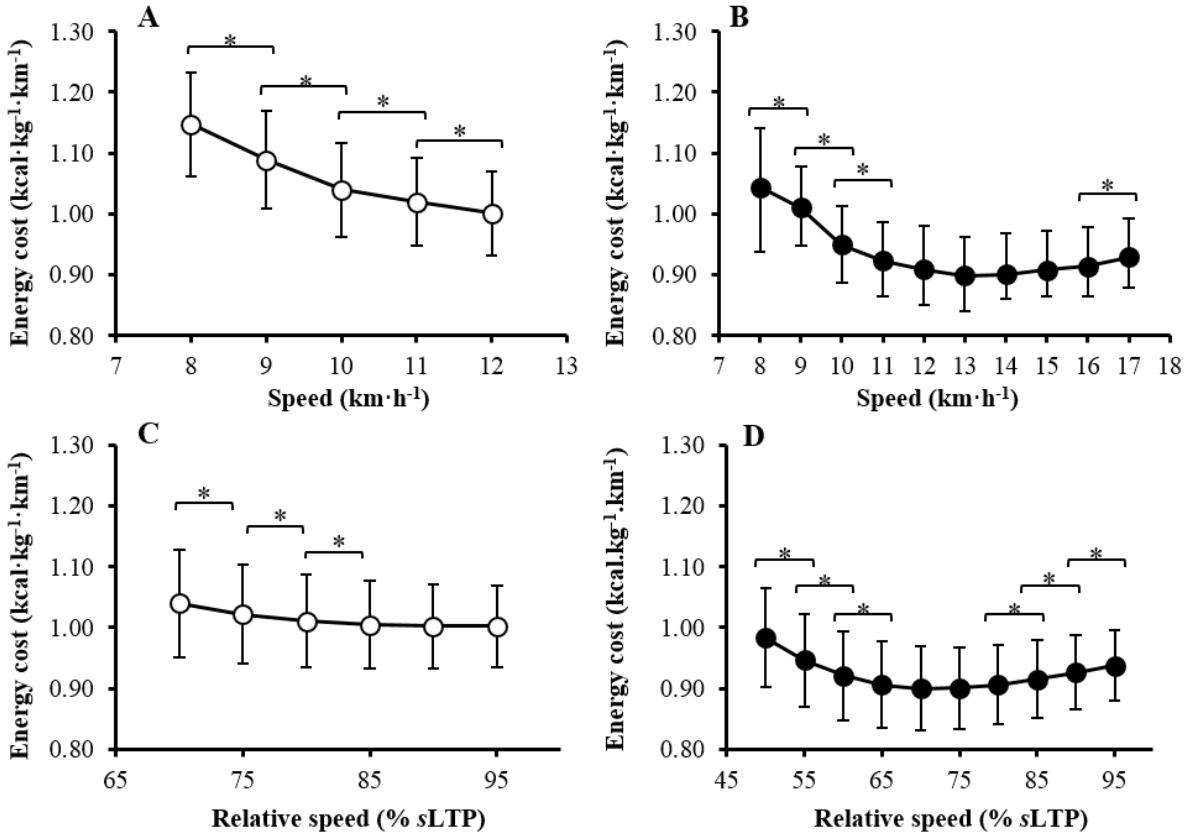 A
Energy cost (kcal·kg⁻¹·km⁻¹)
1.30
1.20
1.10
1.00
0.90
0.80
* * * *
7 8 9 10 11 12 13
Speed (km·h⁻¹)
B
Energy cost (kcal·kg⁻¹·km⁻¹)
1.30
1.20
1.10
1.00
0.90
0.80
* * * *
7 8 9 10 11 12 13 14 15 16 17 18
Speed (km·h⁻¹)
C
Energy cost (kcal·kg⁻¹·km⁻¹)
1.30
1.20
1.10
1.00
0.90
0.80
* * *
65 75 85 95
Relative speed (% sLTP)
D
Energy cost (kcal.kg⁻¹.km⁻¹)
1.30
1.20
1.10
1.00
0.90
0.80
* * * * * *
45 55 65 75 85 95
Relative speed (% sLTP)